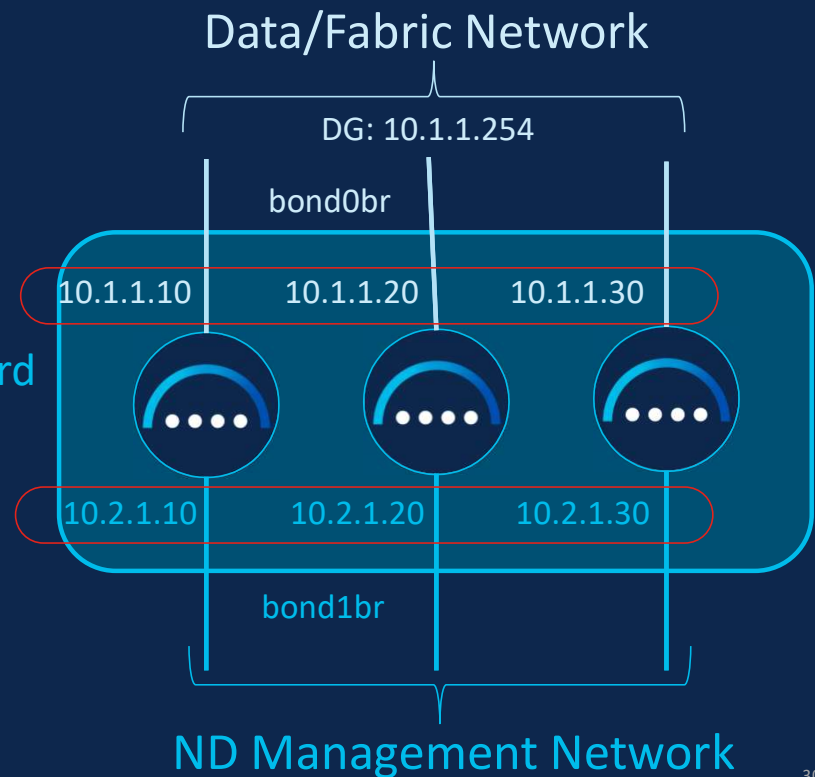 Data/Fabric Network
DG: 10.1.1.254
bond0br
10.1.1.10 10.1.1.20 10.1.1.30
rd
10.2.1.10 10.2.1.20 10.2.1.30
bond1br
ND Management Network